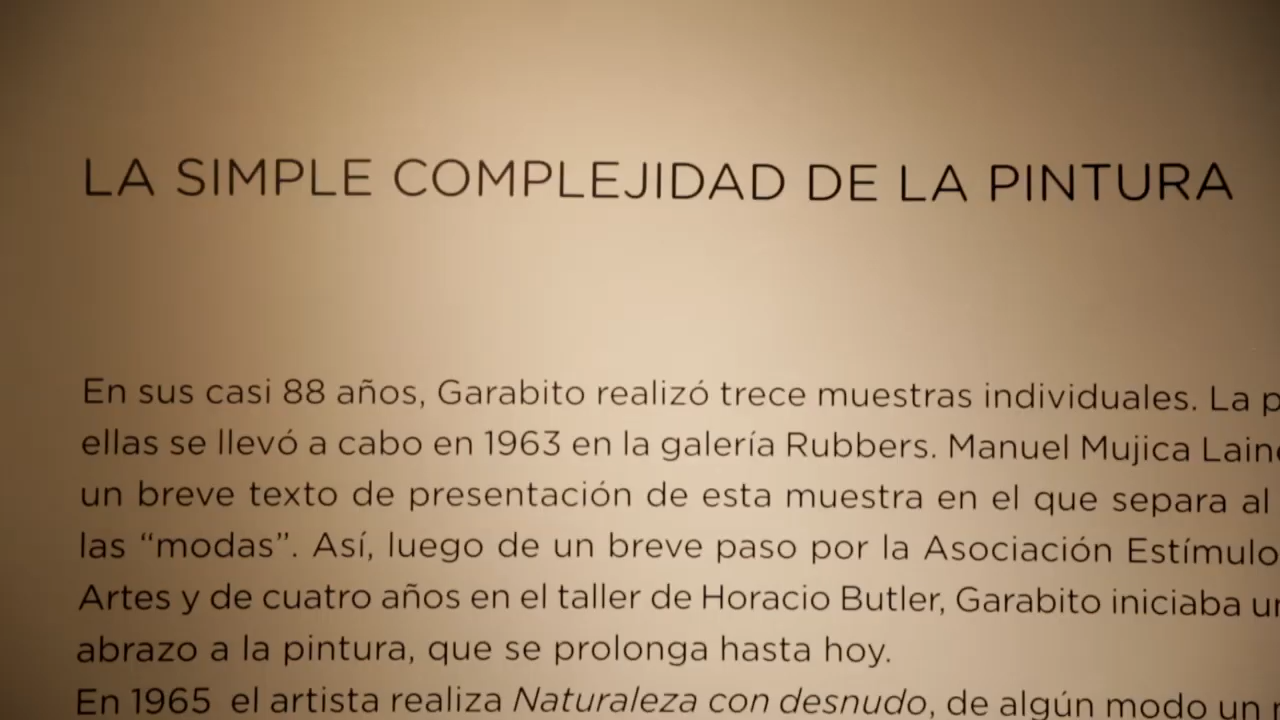 LA SIMPLE COMPLEJIDAD DE LA PINTURA
En sus casi 88 años, Garabito realizó trece muestras individuales. La
ellas se llevó a cabo en 1963 en la galería Rubbers. Manuel Mujica
un breve texto de presentación de esta muestra en el que separa al
las “modas”. Así, luego de un breve paso por la Asociación Estímulo
Artes y de cuatro años en el taller de Horacio Butler, Garabito iniciaba
abrazo a la pintura, que se prolonga hasta hoy.
En 1965 el artista realiza Naturaleza con desnudo, de algún modo un